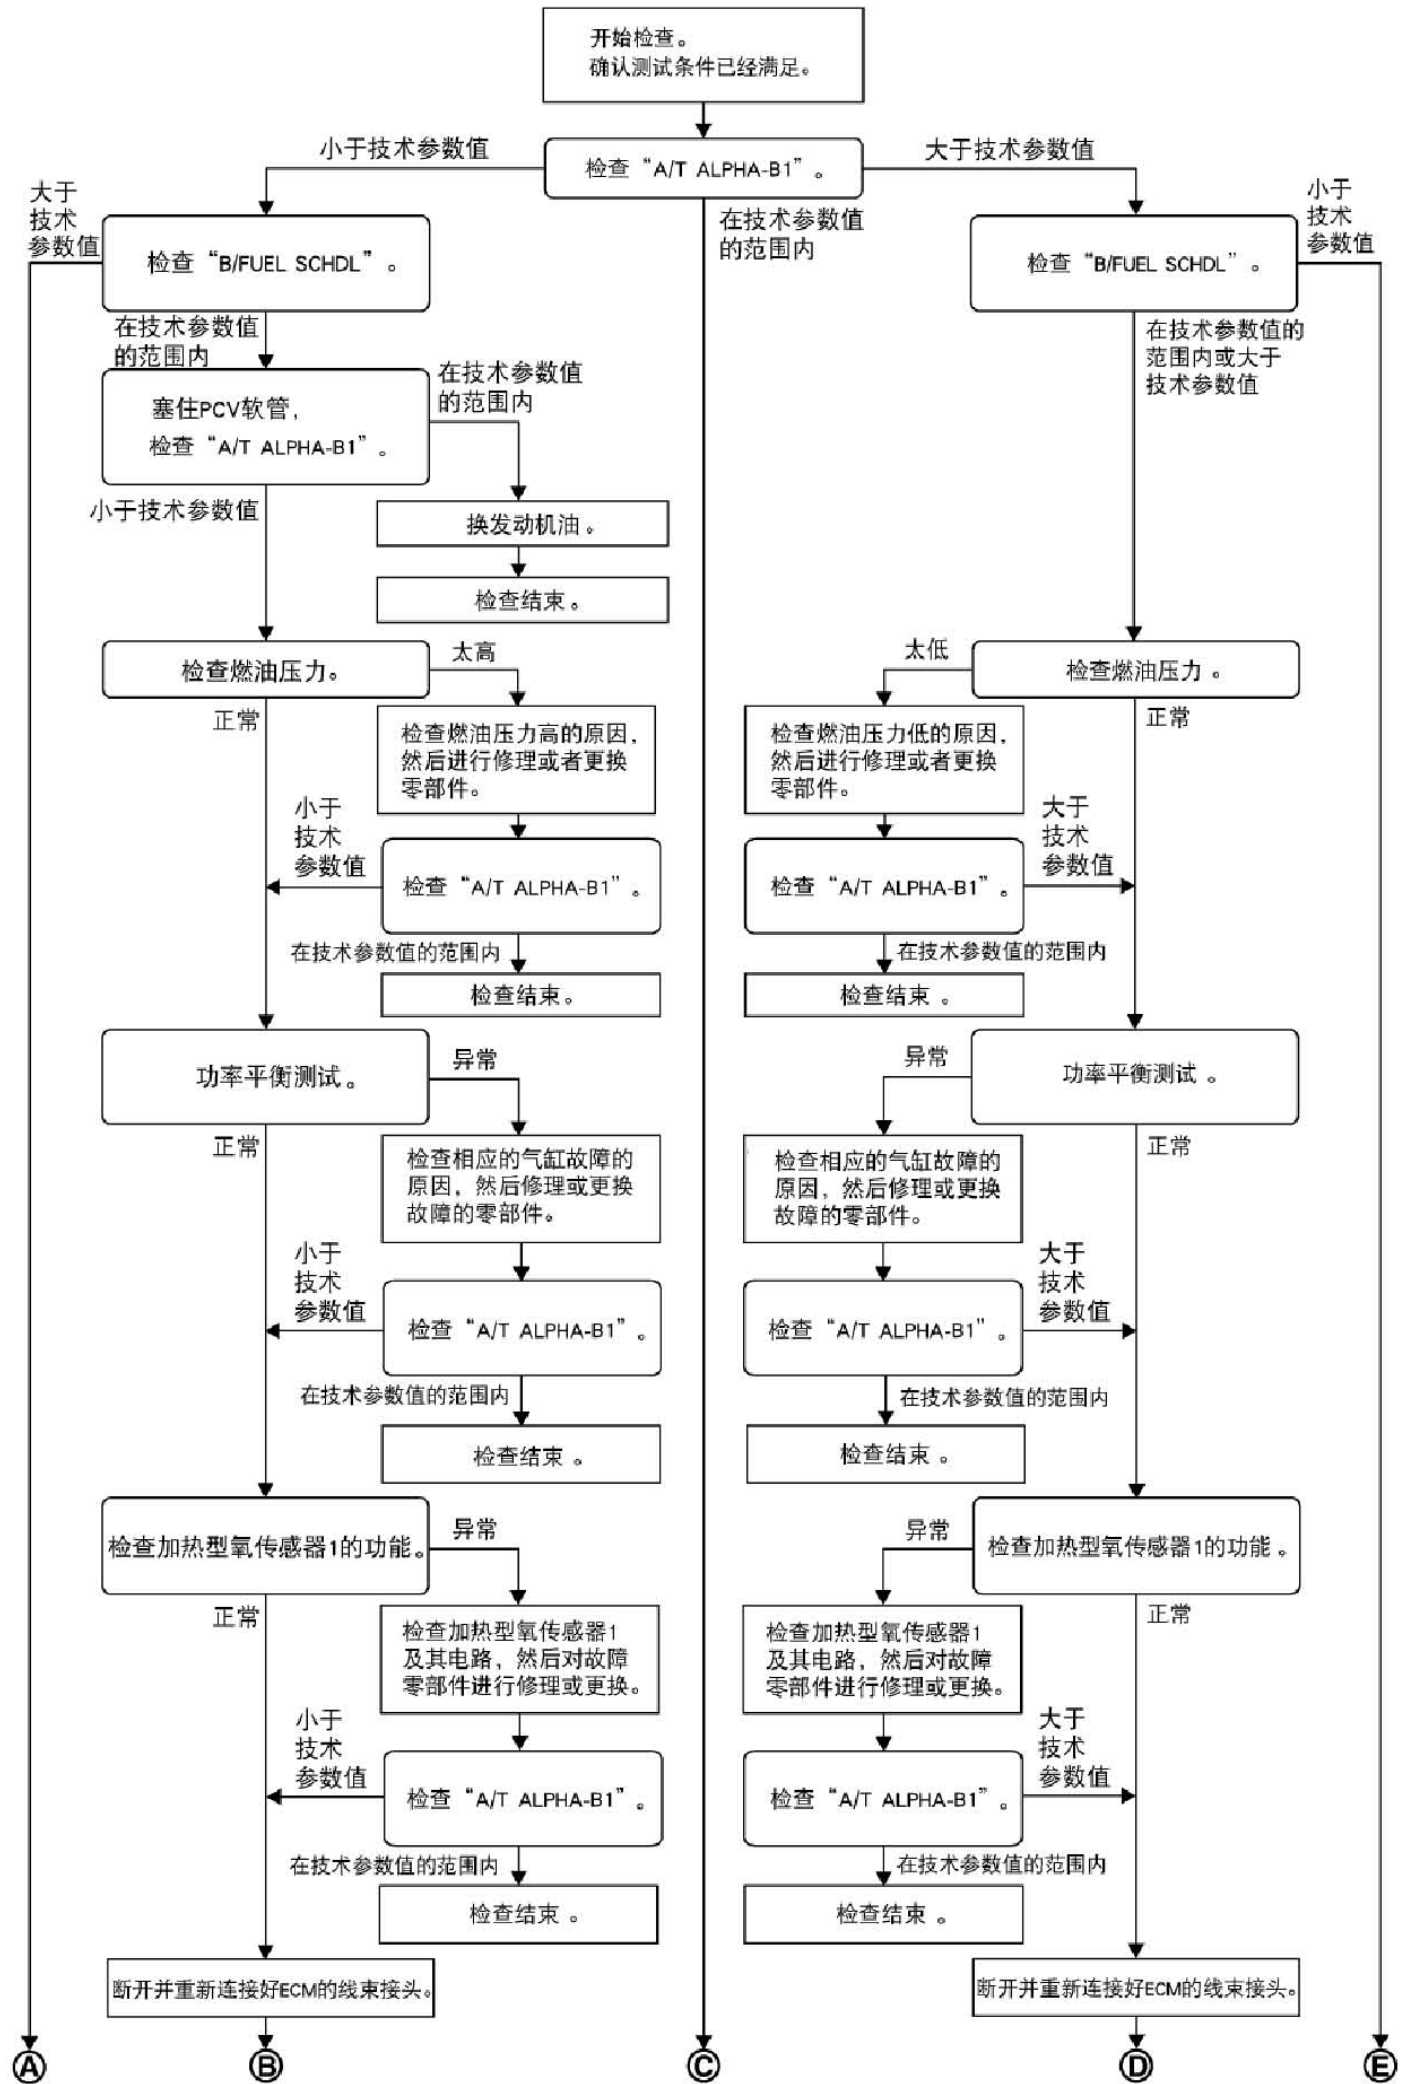 开始检查。
确认测试条件已经满足。
小于技术参数值
检查“A/T ALPHA-B1”。
大于技术参数值
大于
技术
参数值
检查“B/FUEL SCHDL”。
在技术参数值
的范围内
检查“B/FUEL SCHDL”。
小于
技术
参数值
在技术参数值
的范围内
在技术参数值的
范围内或大于
技术参数值
塞住PCV软管，
检查“A/T ALPHA-B1”。
在技术参数值
的范围内
小于技术参数值
换发动机油。
检查结束。
检查燃油压力。
太高
太低
检查燃油压力。
正常
正常
检查燃油压力高的原因，
然后进行修理或者更换
零部件。
检查燃油压力低的原因，
然后进行修理或者更换
零部件。
小于
技术
参数值
检查“A/T ALPHA-B1”。
检查“A/T ALPHA-B1”。
大于
技术
参数值
在技术参数值的范围内
在技术参数值的范围内
检查结束。
检查结束。
功率平衡测试。
异常
异常
功率平衡测试。
正常
正常
检查相应的气缸故障的
原因，然后修理或更换
故障的零部件。
检查相应的气缸故障的
原因，然后修理或更换
故障的零部件。
小于
技术
参数值
检查“A/T ALPHA-B1”。
检查“A/T ALPHA-B1”。
大于
技术
参数值
在技术参数值的范围内
在技术参数值的范围内
检查结束。
检查结束。
检查加热型氧传感器1的功能。
异常
异常
检查加热型氧传感器1的功能。
正常
正常
检查加热型氧传感器1
及其电路，然后对故障
零部件进行修理或更换。
检查加热型氧传感器1
及其电路，然后对故障
零部件进行修理或更换。
小于
技术
参数值
检查“A/T ALPHA-B1”。
检查“A/T ALPHA-B1”。
大于
技术
参数值
在技术参数值的范围内
在技术参数值的范围内
检查结束。
检查结束。
断开并重新连接好ECM的线束接头。
断开并重新连接好ECM的线束接头。
A
B
C
D
E